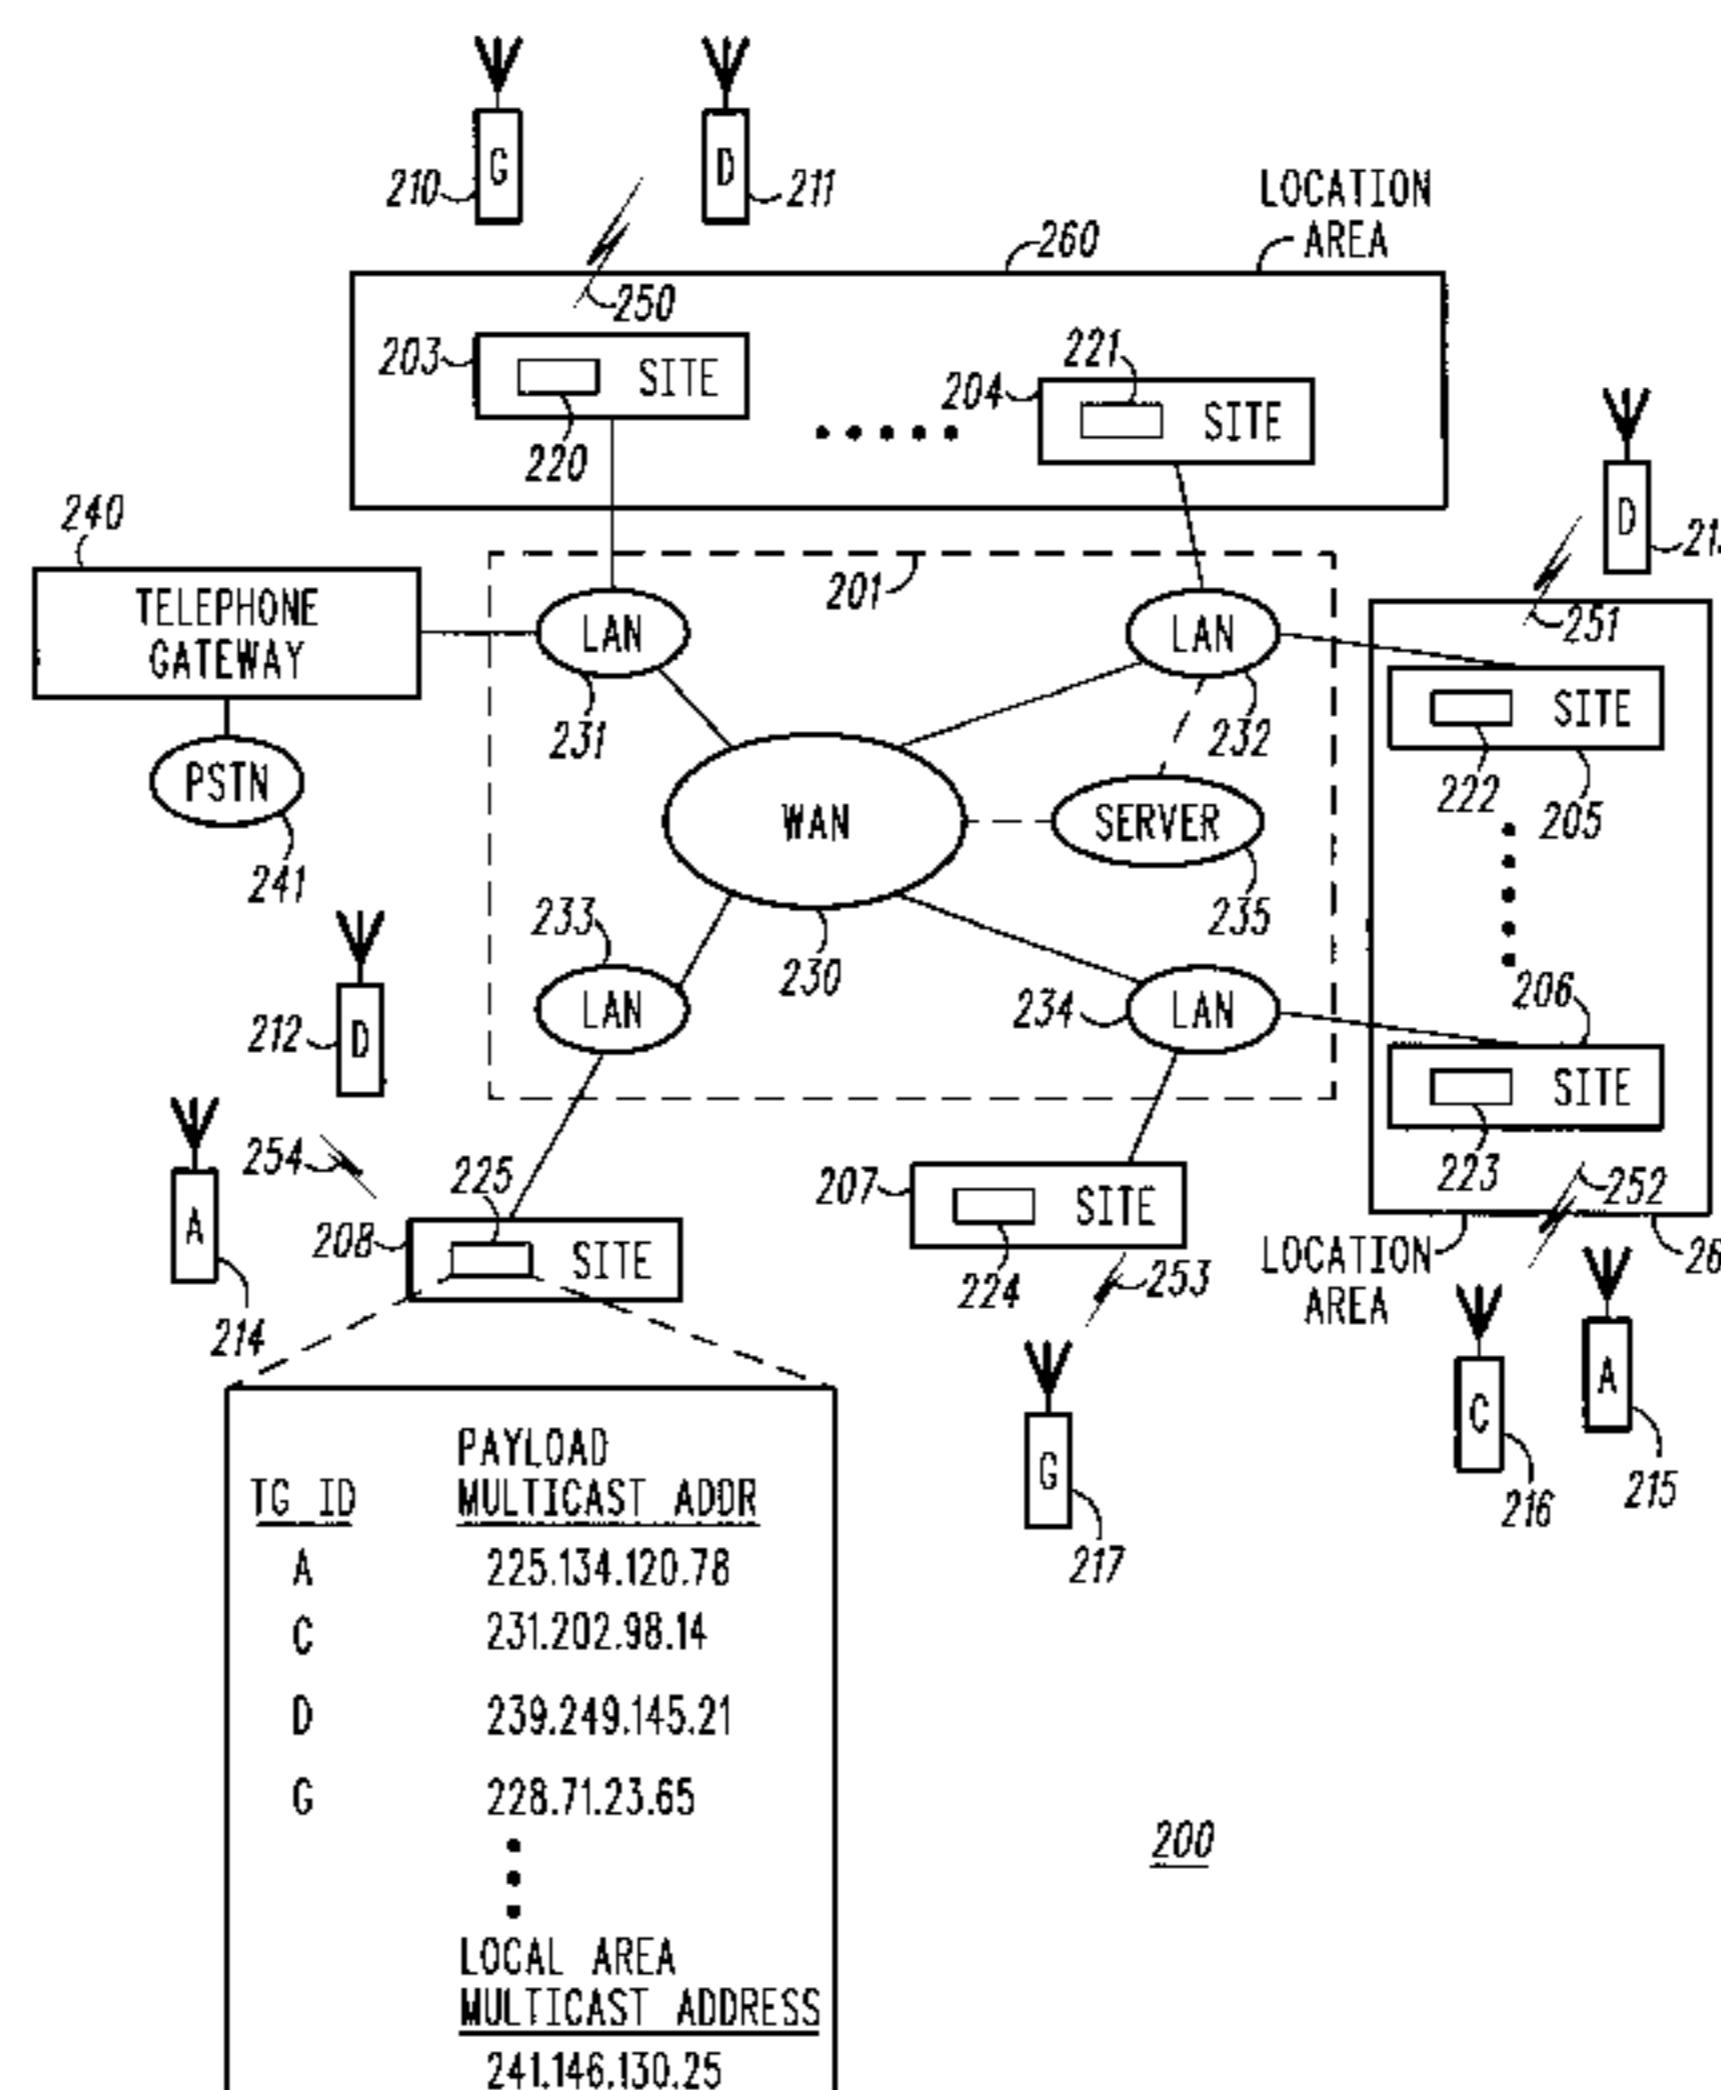 G
D
210
211
LOCATION
AREA
260
250
203
SITE
220
221
204
SITE
D
240
201
251
TELEPHONE
GATEWAY
LAN
LAN
231
232
SITE
222
205
PSTN
241
WAN
SERVER
235
230
233
LAN
234
LAN
206
SITE
223
D
212
A
214
254
225
208
SITE
207
SITE
224
253
252
LOCATION
AREA
G
217
C
216
A
215
PAYLOAD
TG ID MULTICAST ADDR
A 225.134.120.78
C 231.202.98.14
D 239.249.145.21
G 228.71.23.65
LOCAL AREA
MULTICAST ADDRESS
241.146.130.25
200